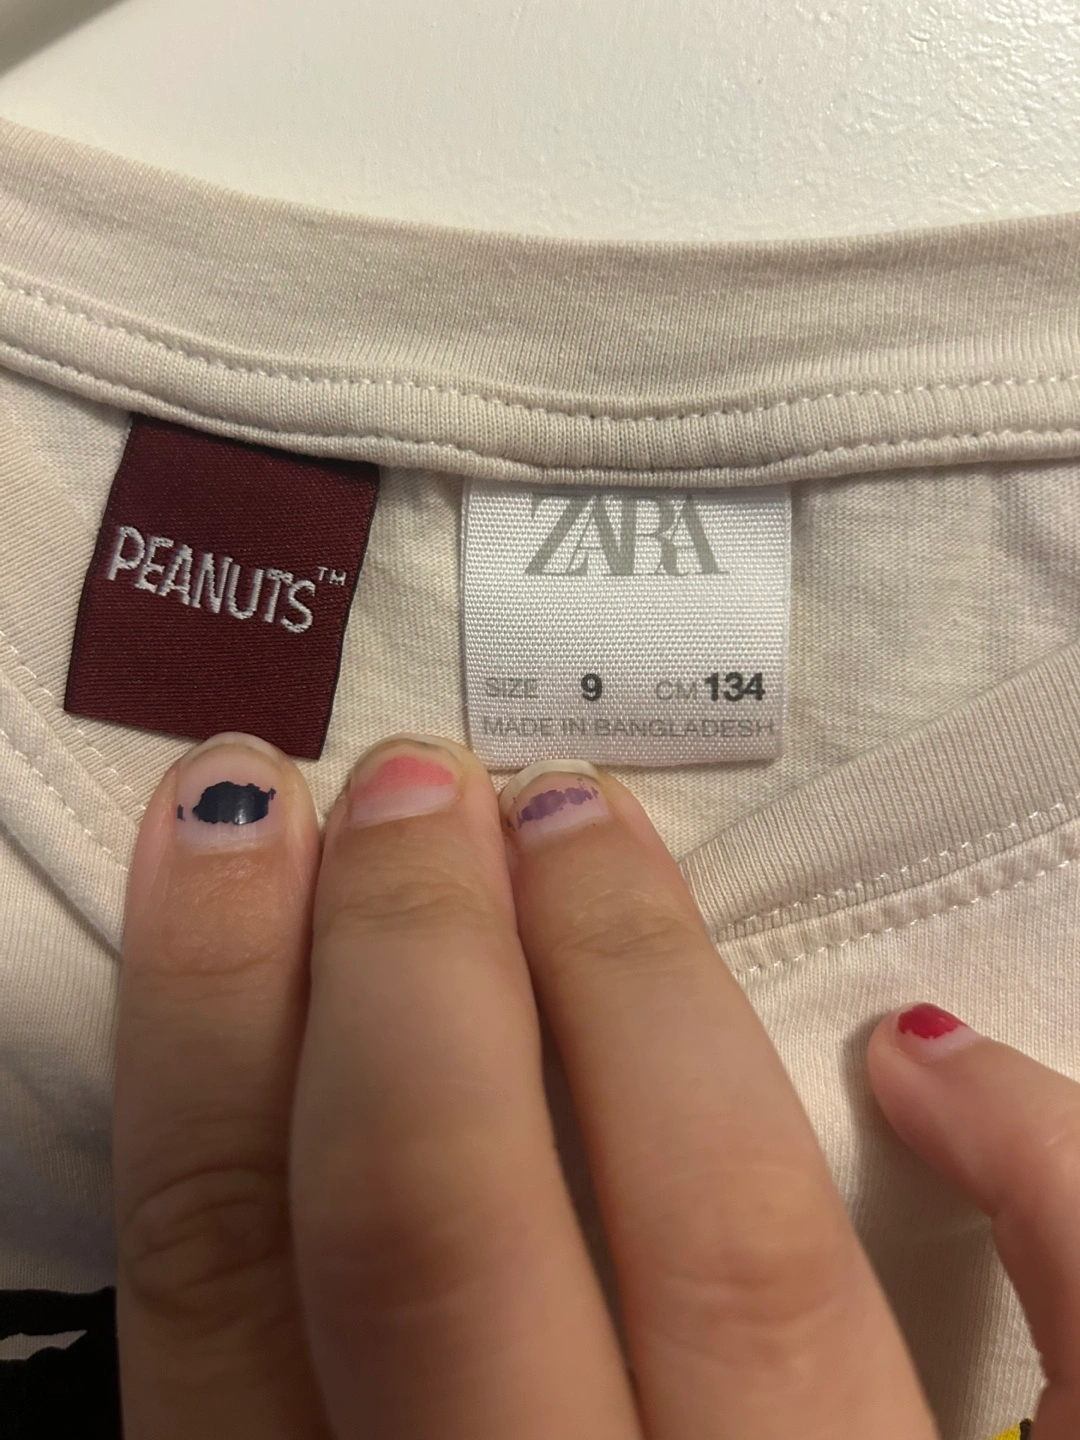 PEANUTS™
ZARA
SIZE 9 CM 134
MADE IN BANGLADESH